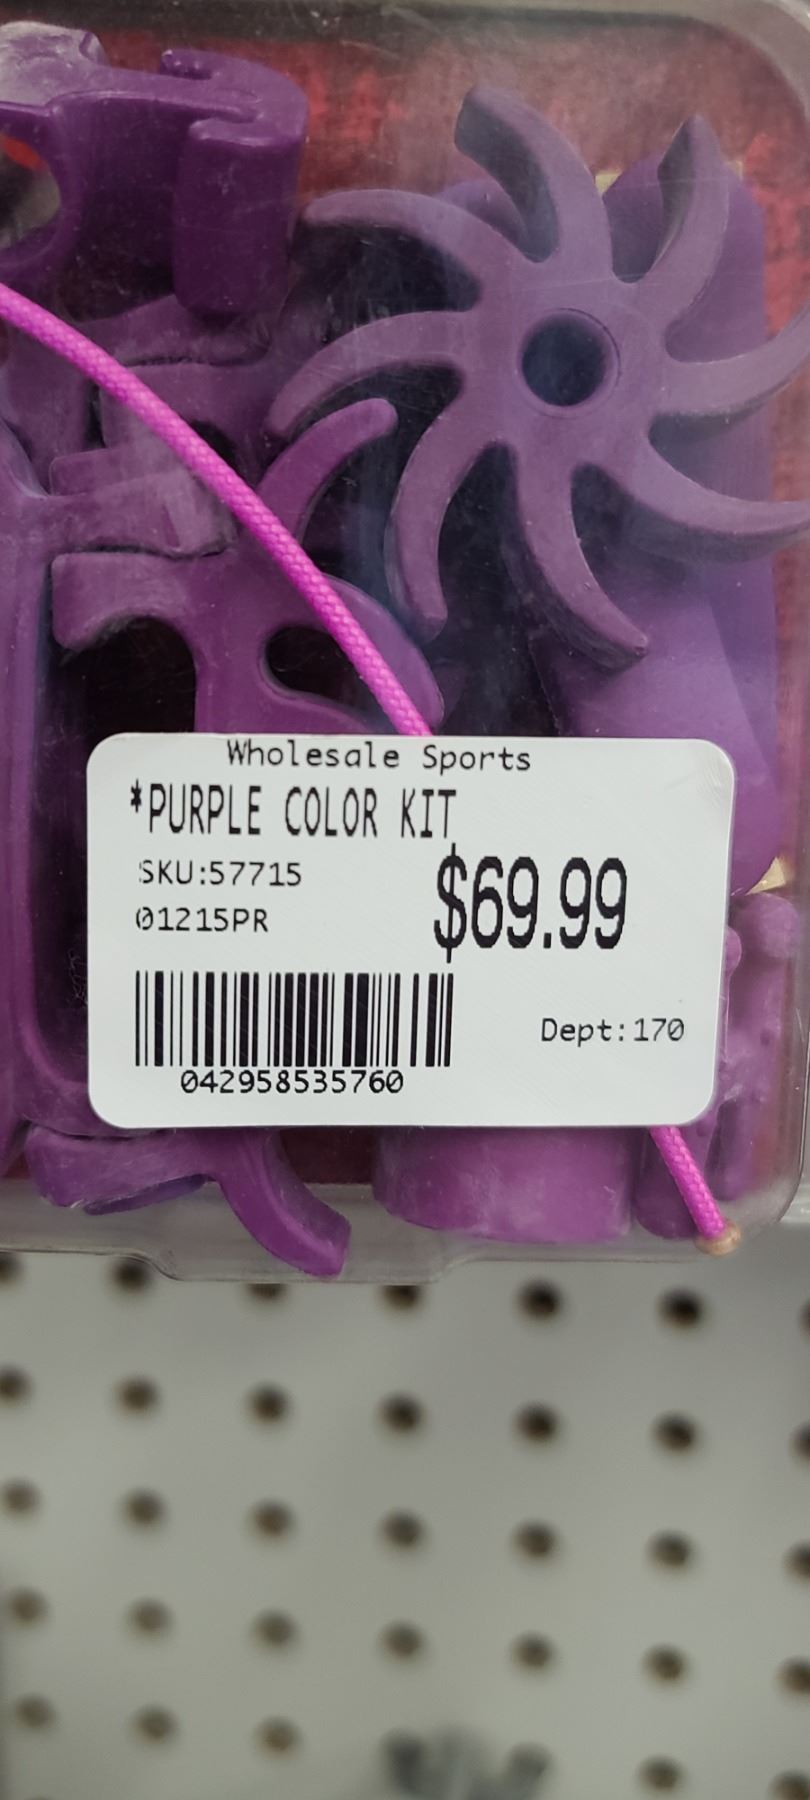 Wholesale Sports
*PURPLE COLOR KIT
SKU:57715
$69.99
01215PR
Dept:170
042958535760